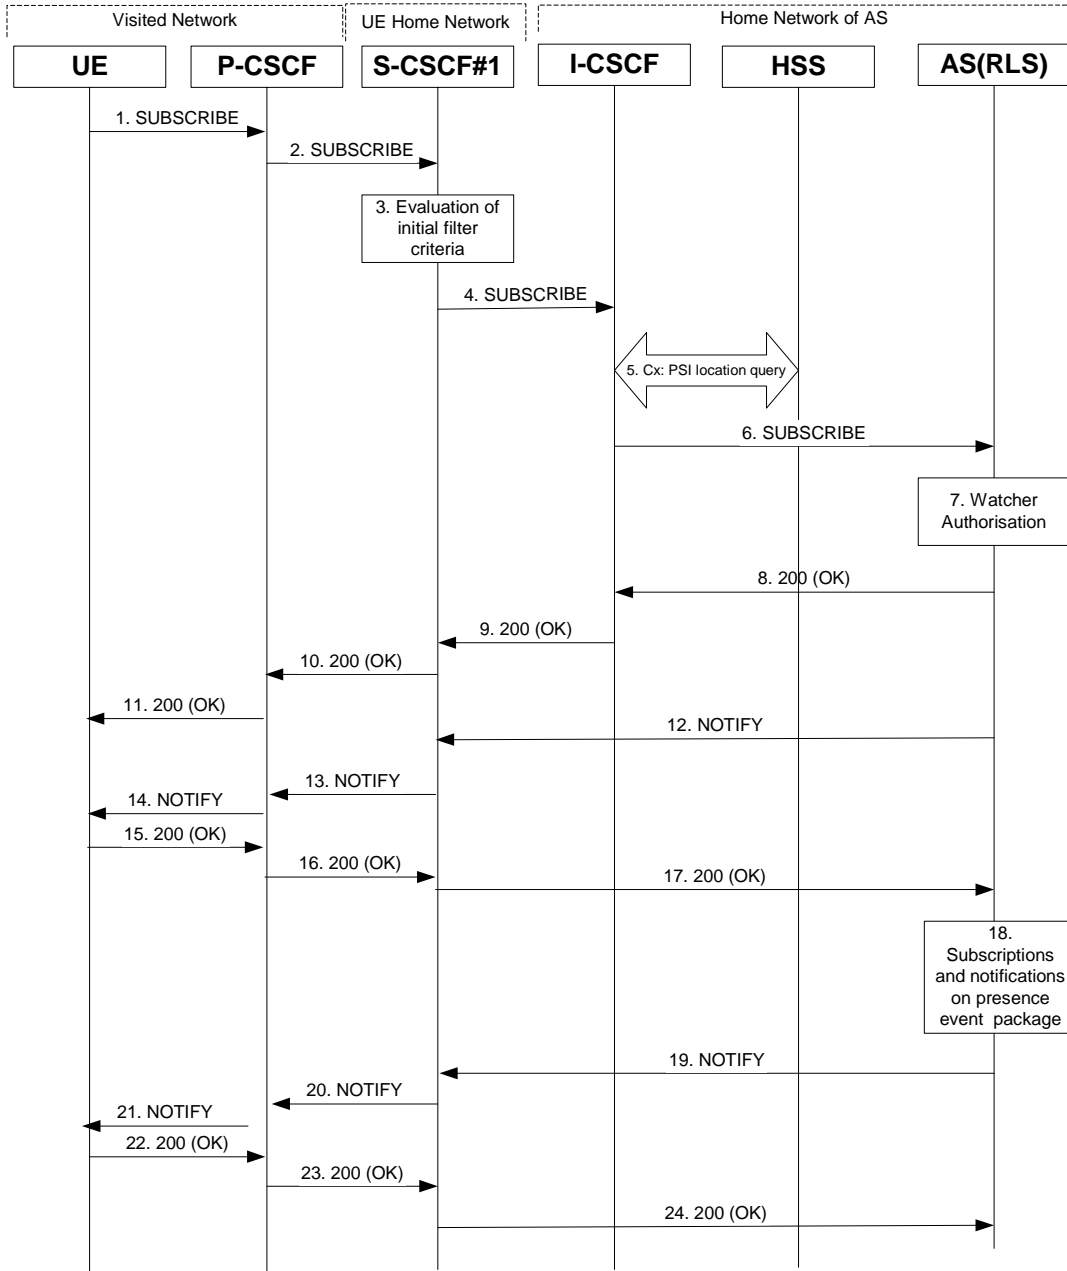 Visited Network
UE Home Network
Home Network of AS
UE
P-CSCF
S-CSCF#1
I-CSCF
HSS
AS(RLS)
1. SUBSCRIBE
2. SUBSCRIBE
3. Evaluation of
initial filter
criteria
4. SUBSCRIBE
5. Cx: PSI location query
6. SUBSCRIBE
7. Watcher
Authorisation
8. 200 (OK)
9. 200 (OK)
10. 200 (OK)
11. 200 (OK)
12. NOTIFY
13. NOTIFY
14. NOTIFY
15. 200 (OK)
16. 200 (OK)
17. 200 (OK)
18.
Subscriptions
and notifications
on presence
event package
19. NOTIFY
20. NOTIFY
21. NOTIFY
22. 200 (OK)
23. 200 (OK)
24. 200 (OK)